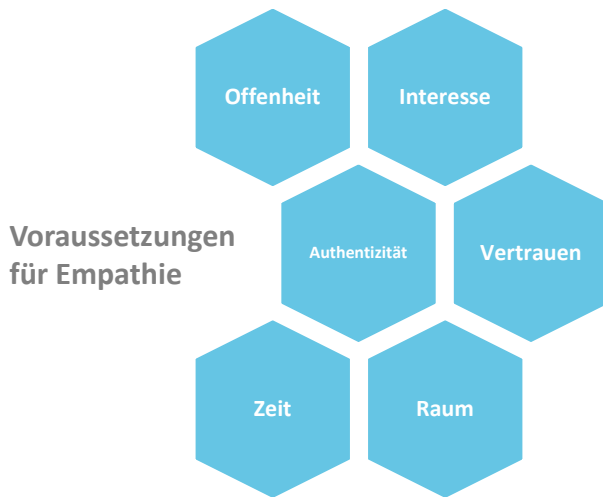 Offenheit
Interesse
Voraussetzungen
für Empathie
Authentizität
Vertrauen
Zeit
Raum